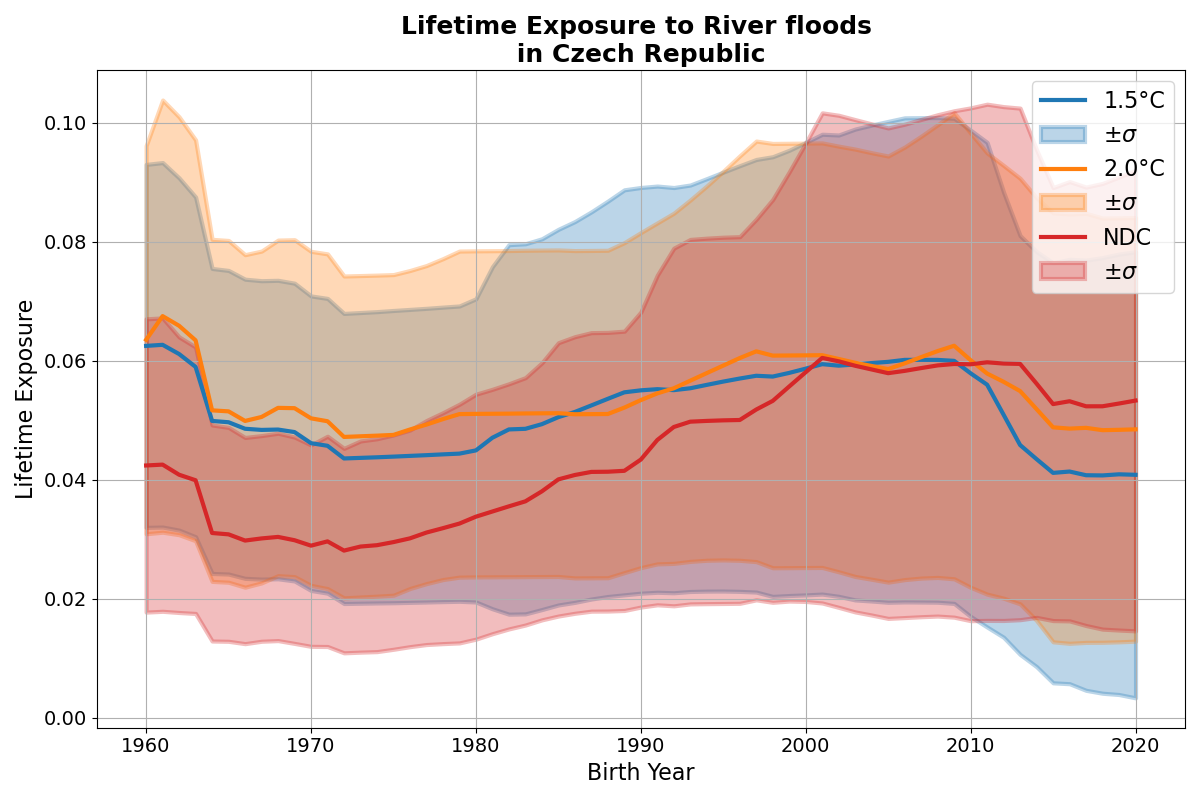 Lifetime Exposure to River floods
in Czech Republic
Lifetime Exposure
0.10
0.08
0.06
0.04
0.02
0.00
1960 1970 1980 1990 2000 2010 2020
Birth Year
1.5°C
±σ
2.0°C
±σ
NDC
±σ